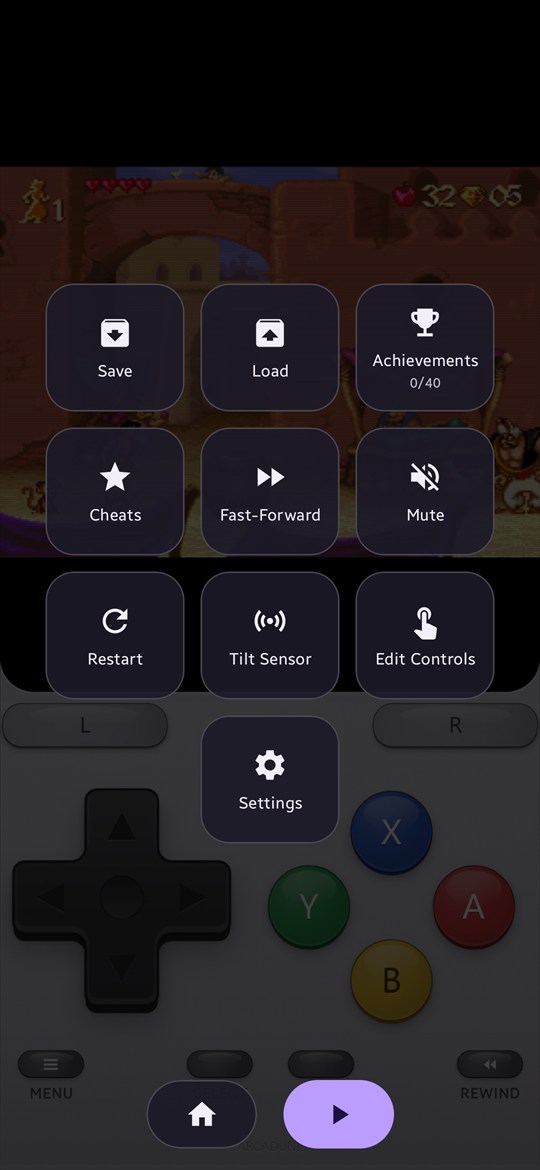 1
32 05
Save
Load
Achievements
0/40
Cheats
Fast-Forward
Mute
Restart
Tilt Sensor
Edit Controls
L
R
Settings
X
Y
A
B
MENU
REWIND